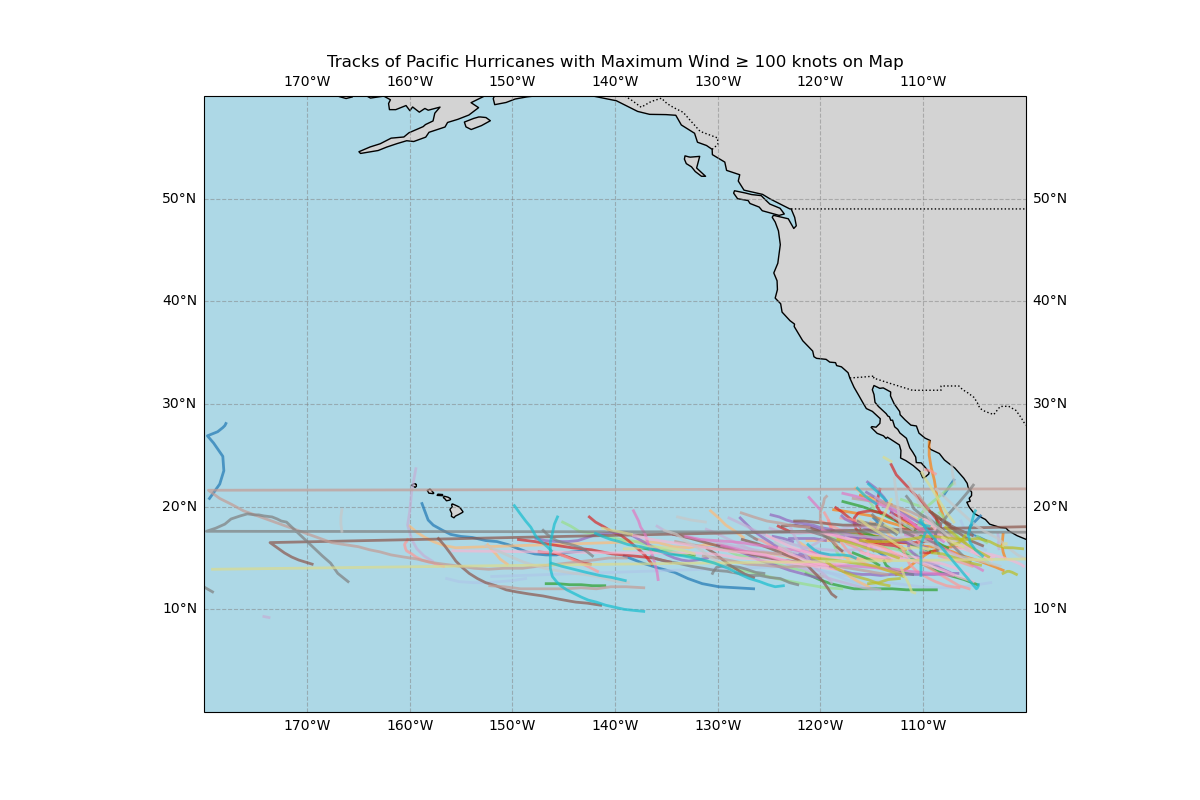 Tracks of Pacific Hurricanes with Maximum Wind ≥ 100 knots on Map
170°W 160°W 150°W 140°W 130°W 120°W 110°W
50°N 50°N
40°N 40°N
30°N 30°N
20°N 20°N
10°N 10°N
170°W 160°W 150°W 140°W 130°W 120°W 110°W